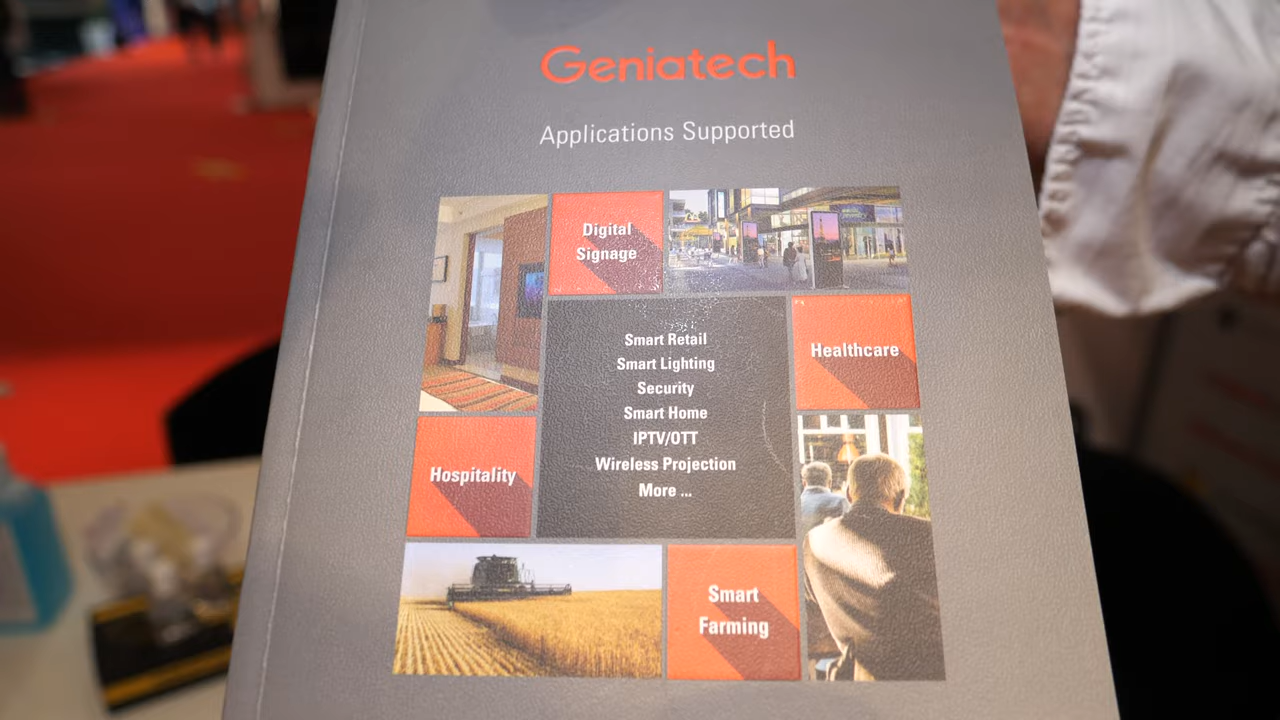 Geniatech
Applications Supported
Digital
Signage
Smart Retail
Smart Lighting
Security
Smart Home
IPTV/OTT
Wireless Projection
More ...
Healthcare
Hospitality
Smart
Farming